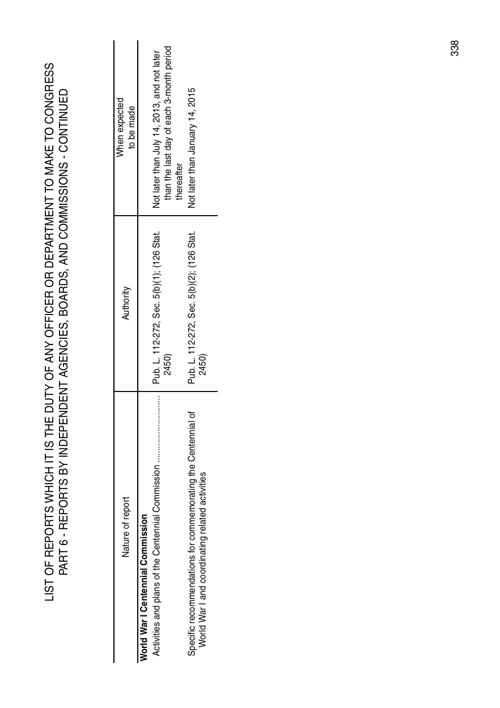 LIST OF REPORTS WHICH IT IS THE DUTY OF ANY OFFICER OR DEPARTMENT TO MAKE TO CONGRESS
PART 6 - REPORTS BY INDEPENDENT AGENCIES, BOARDS, AND COMMISSIONS - CONTINUED
Nature of report
Authority
When expected
to be made
World War I Centennial Commission
Activities and plans of the Centennial Commission ............................
Pub. L. 112-272, Sec. 5(b)(1); (126 Stat.
2450)
Not later than July 14, 2013, and not later
than the last day of each 3-month period
thereafter
Specific recommendations for commemorating the Centennial of
World War I and coordinating related activities
Pub. L. 112-272, Sec. 5(b)(2); (126 Stat.
2450)
Not later than January 14, 2015
338